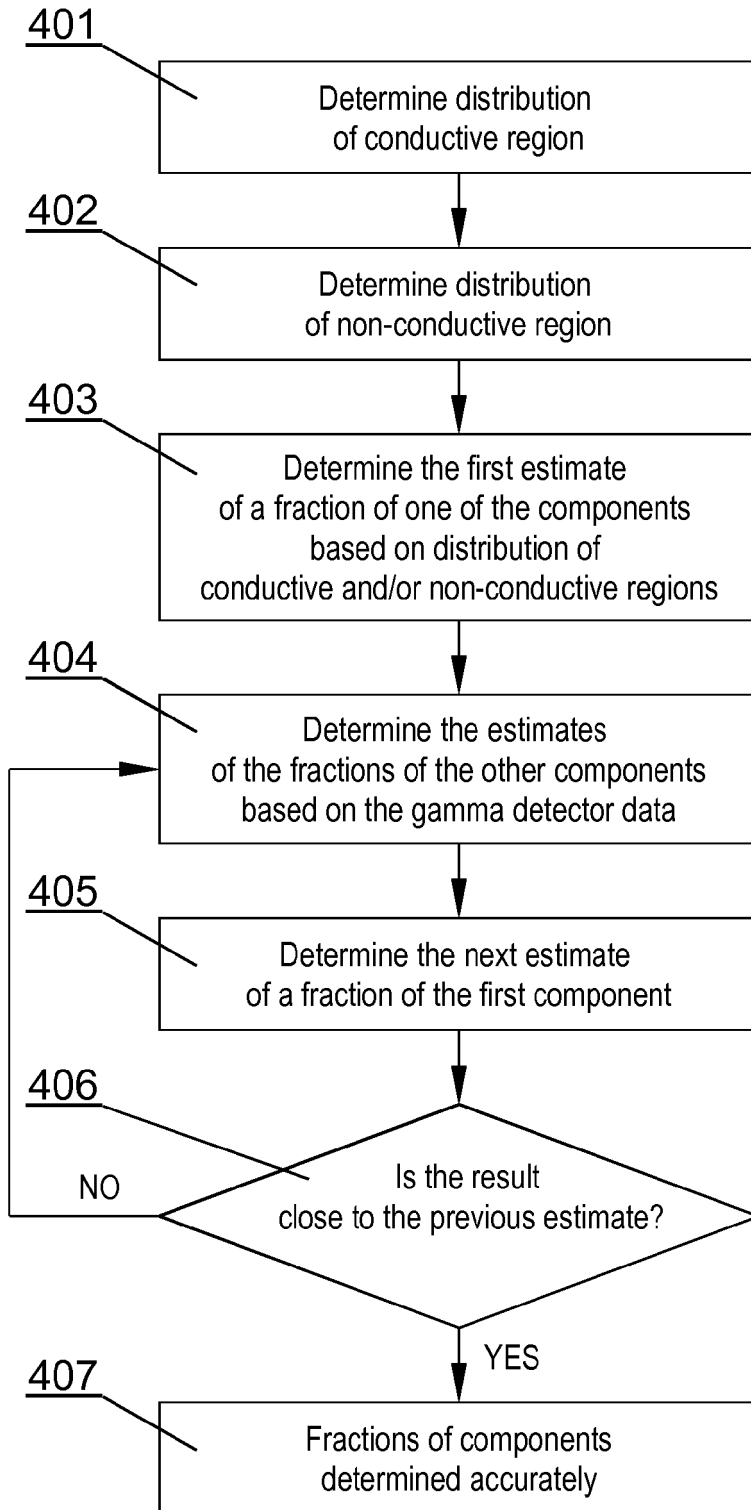 401
Determine distribution
of conductive region
402
Determine distribution
of non-conductive region
403
Determine the first estimate
of a fraction of one of the components
based on distribution of
conductive and/or non-conductive regions
404
Determine the estimates
of the fractions of the other components
based on the gamma detector data
405
Determine the next estimate
of a fraction of the first component
406
Is the result
close to the previous estimate?
NO
YES
407
Fractions of components
determined accurately